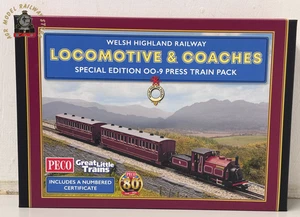 WELSH HIGHLAND RAILWAY
LOCOMOTIVE & COACHES
SPECIAL EDITION OO-9 PRESS TRAIN PACK
PECO
Great Little
Trains
INCLUDES A NUMBERED
CERTIFICATE
80